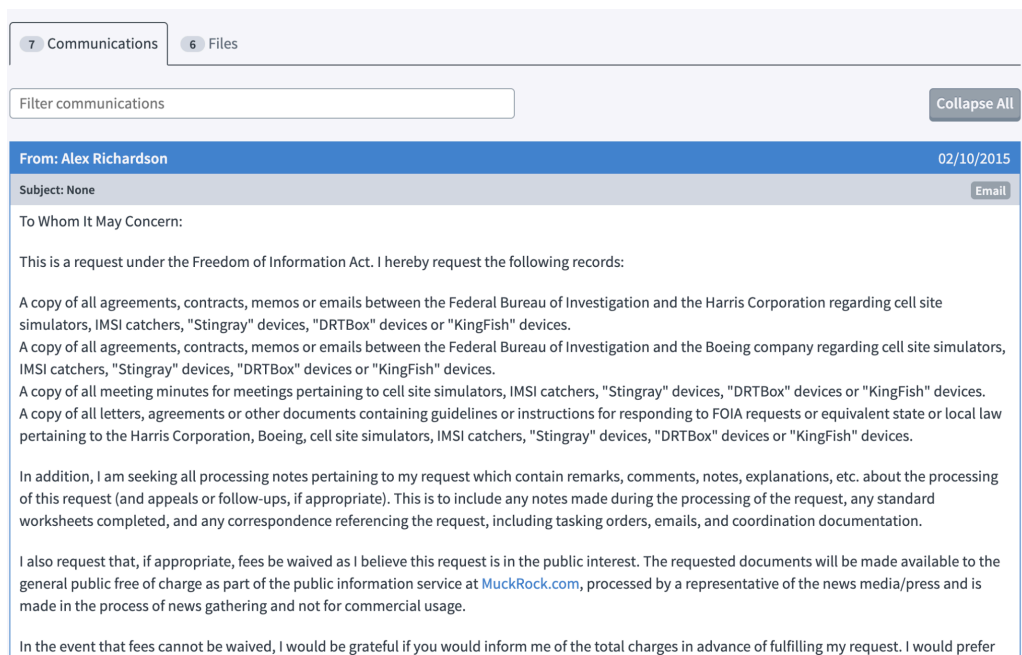 7 Communications
6 Files
Filter communications
Collapse All
From: Alex Richardson
02/10/2015
Subject: None
Email
To Whom It May Concern:
This is a request under the Freedom of Information Act. I hereby request the following records:
A copy of all agreements, contracts, memos or emails between the Federal Bureau of Investigation and the Harris Corporation regarding cell site
simulators, IMSI catchers, "Stingray" devices, "DRTBox" devices or "KingFish" devices.
A copy of all agreements, contracts, memos or emails between the Federal Bureau of Investigation and the Boeing company regarding cell site simulators,
IMSI catchers, "Stingray" devices, "DRTBox" devices or "KingFish" devices.
A copy of all meeting minutes for meetings pertaining to cell site simulators, IMSI catchers, "Stingray" devices, "DRTBox" devices or "KingFish" devices.
A copy of all letters, agreements or other documents containing guidelines or instructions for responding to FOIA requests or equivalent state or local law
pertaining to the Harris Corporation, Boeing, cell site simulators, IMSI catchers, "Stingray" devices, "DRTBox" devices or "KingFish" devices.
In addition, I am seeking all processing notes pertaining to my request which contain remarks, comments, notes, explanations, etc. about the processing
of this request (and appeals or follow-ups, if appropriate). This is to include any notes made during the processing of the request, any standard
worksheets completed, and any correspondence referencing the request, including tasking orders, emails, and coordination documentation.
I also request that, if appropriate, fees be waived as I believe this request is in the public interest. The requested documents will be made available to the
general public free of charge as part of the public information service at MuckRock.com, processed by a representative of the news media/press and is
made in the process of news gathering and not for commercial usage.
In the event that fees cannot be waived, I would be grateful if you would inform me of the total charges in advance of fulfilling my request. I would prefer